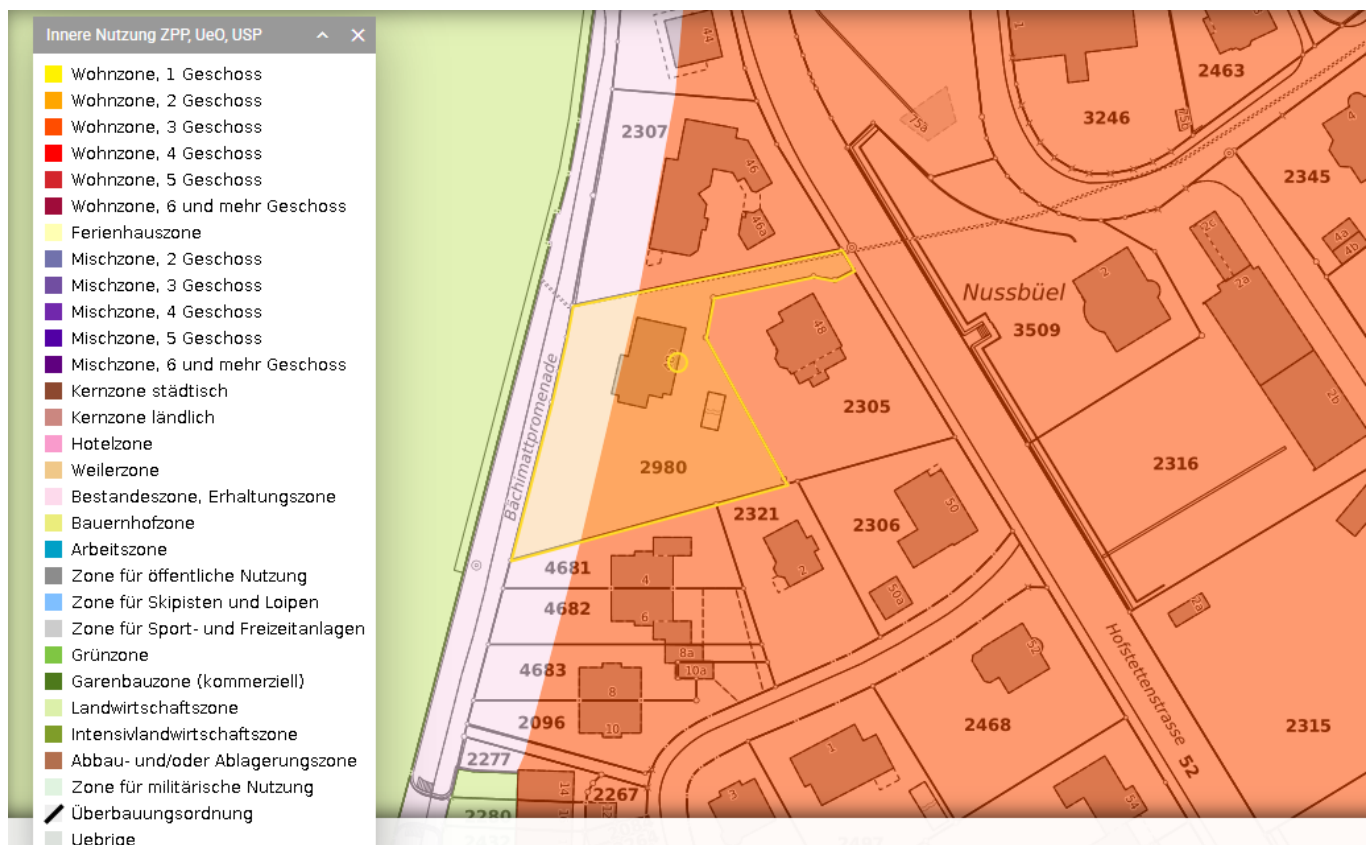 Innere Nutzung ZPP, UeO, USP
Wohnzone, 1 Geschoss
Wohnzone, 2 Geschoss
Wohnzone, 3 Geschoss
Wohnzone, 4 Geschoss
Wohnzone, 5 Geschoss
Wohnzone, 6 und mehr Geschoss
Ferienhauszone
Mischzone, 2 Geschoss
Mischzone, 3 Geschoss
Mischzone, 4 Geschoss
Mischzone, 5 Geschoss
Mischzone, 6 und mehr Geschoss
Kernzone städtisch
Kernzone ländlich
Hotelzone
Weilerzone
Bestandeszone, Erhaltungszone
Bauernhofzone
Arbeitszone
Zone für öffentliche Nutzung
Zone für Skipisten und Loipen
Zone für Sport- und Freizeitanlagen
Grünzone
Garenbauzone (kommerziell)
Landwirtschaftszone
Intensivlandwirtschaftszone
Abbau- und/oder Ablagerungszone
Zone für militärische Nutzung
Überbauungsordnung
Uebrige
44
2463
75a
3246
75b
4
2307
46
46a
2345
2c
4a
4b
2
2a
Nussbüel
3509
48
2b
Bächimattpromenade
2305
2980
2316
2321
2306
50
4681
4
2
4682
6
50a
2a
8a
4683
10a
52
8
Hofstettenstrasse
52
2096
10
1
2468
2315
2277
14
2267
3
54
2280
12